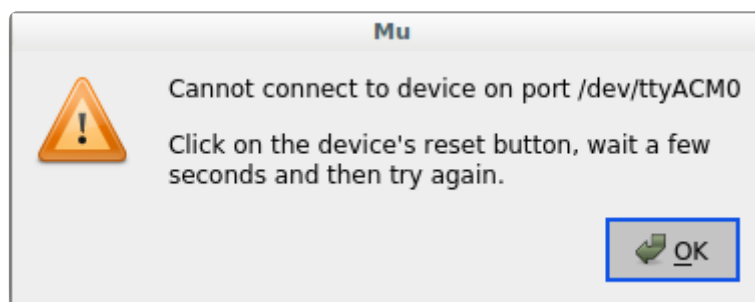 Mu
Cannot connect to device on port /dev/ttyACM0
Click on the device's reset button, wait a few
seconds and then try again.
OK